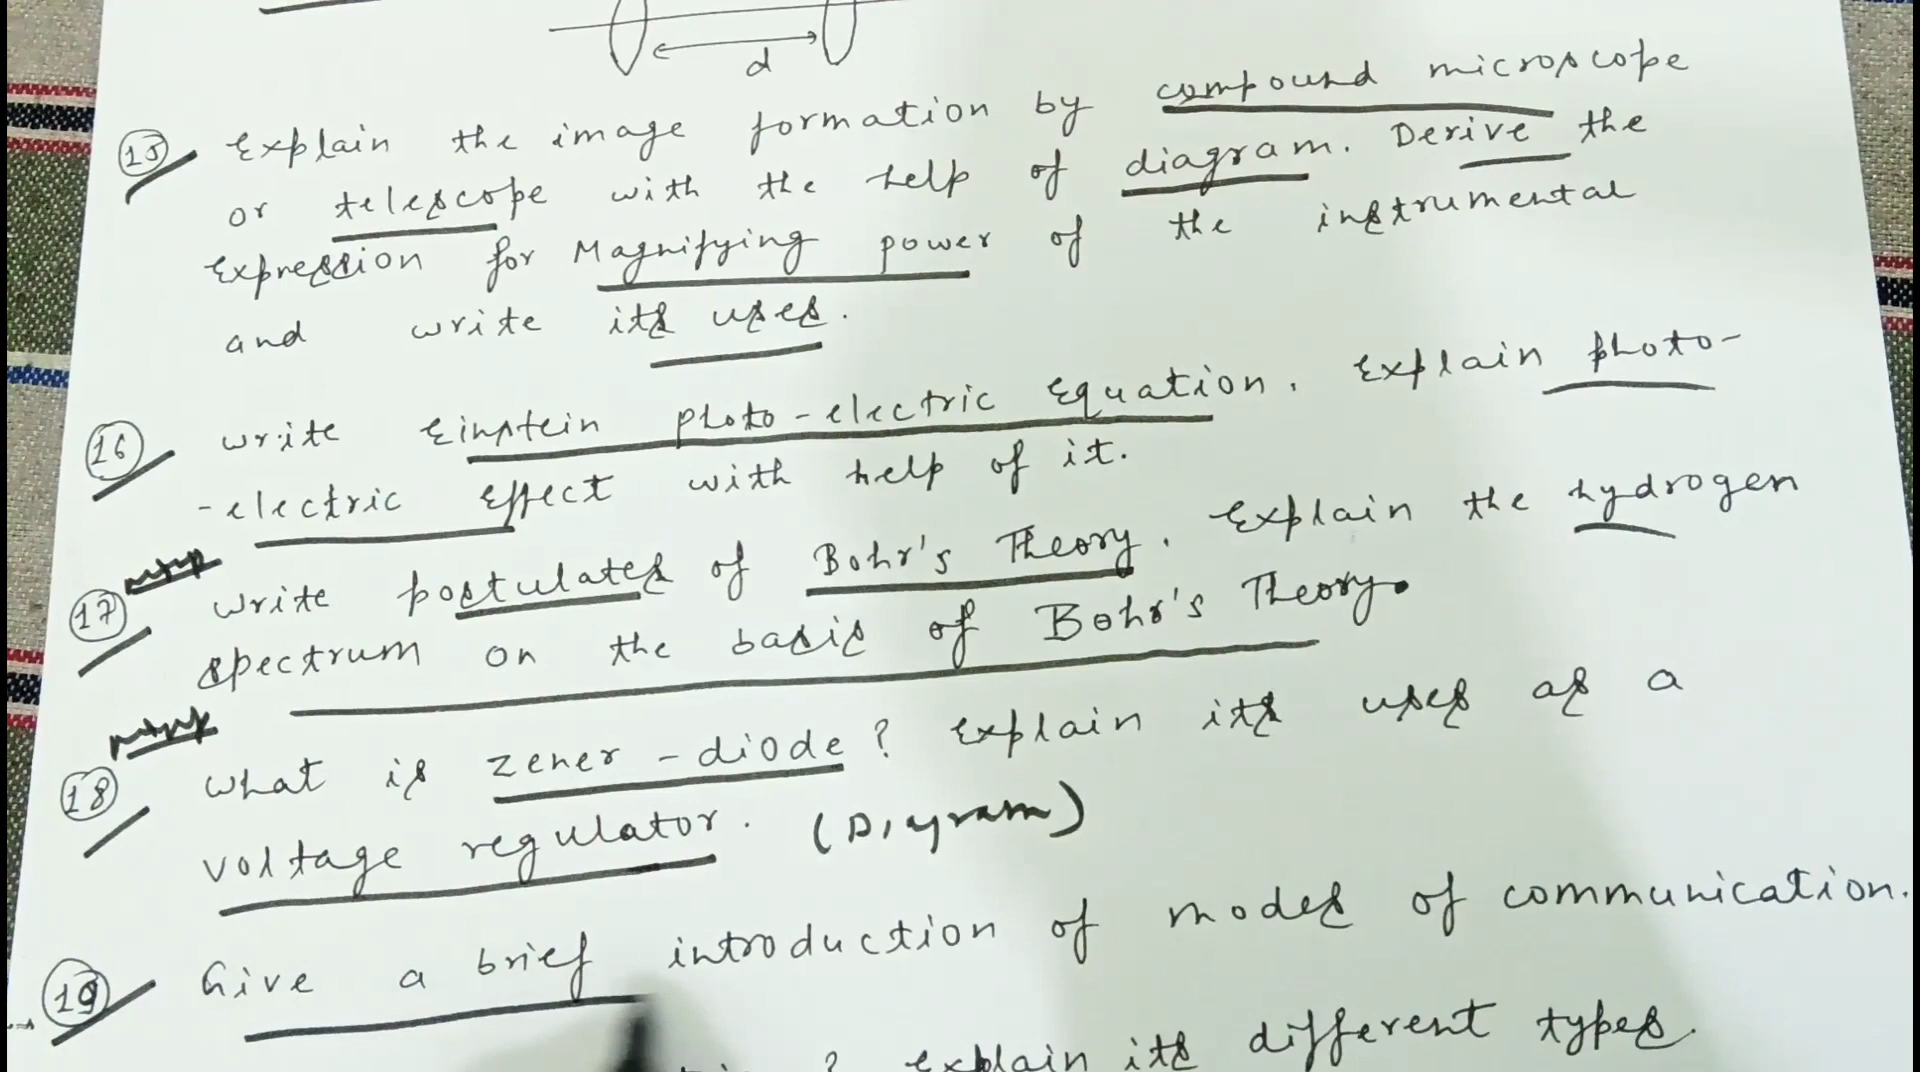 d
15 Explain the image formation by compound microscope
or telescope with the help of diagram. Derive the
Expression for Magnifying power of the instrumental
and write its uses.
16 write Einstein photo-electric Equation. Explain photo-
-electric Effect with help of it.
17 write postulates of Bohr's Theory. Explain the hydrogen
spectrum on the basis of Bohr's Theory.
18 What is zener-diode? Explain its uses as a
voltage regulator. (Diagram)
19 Give a brief introduction of modes of communication.
? explain its different types.